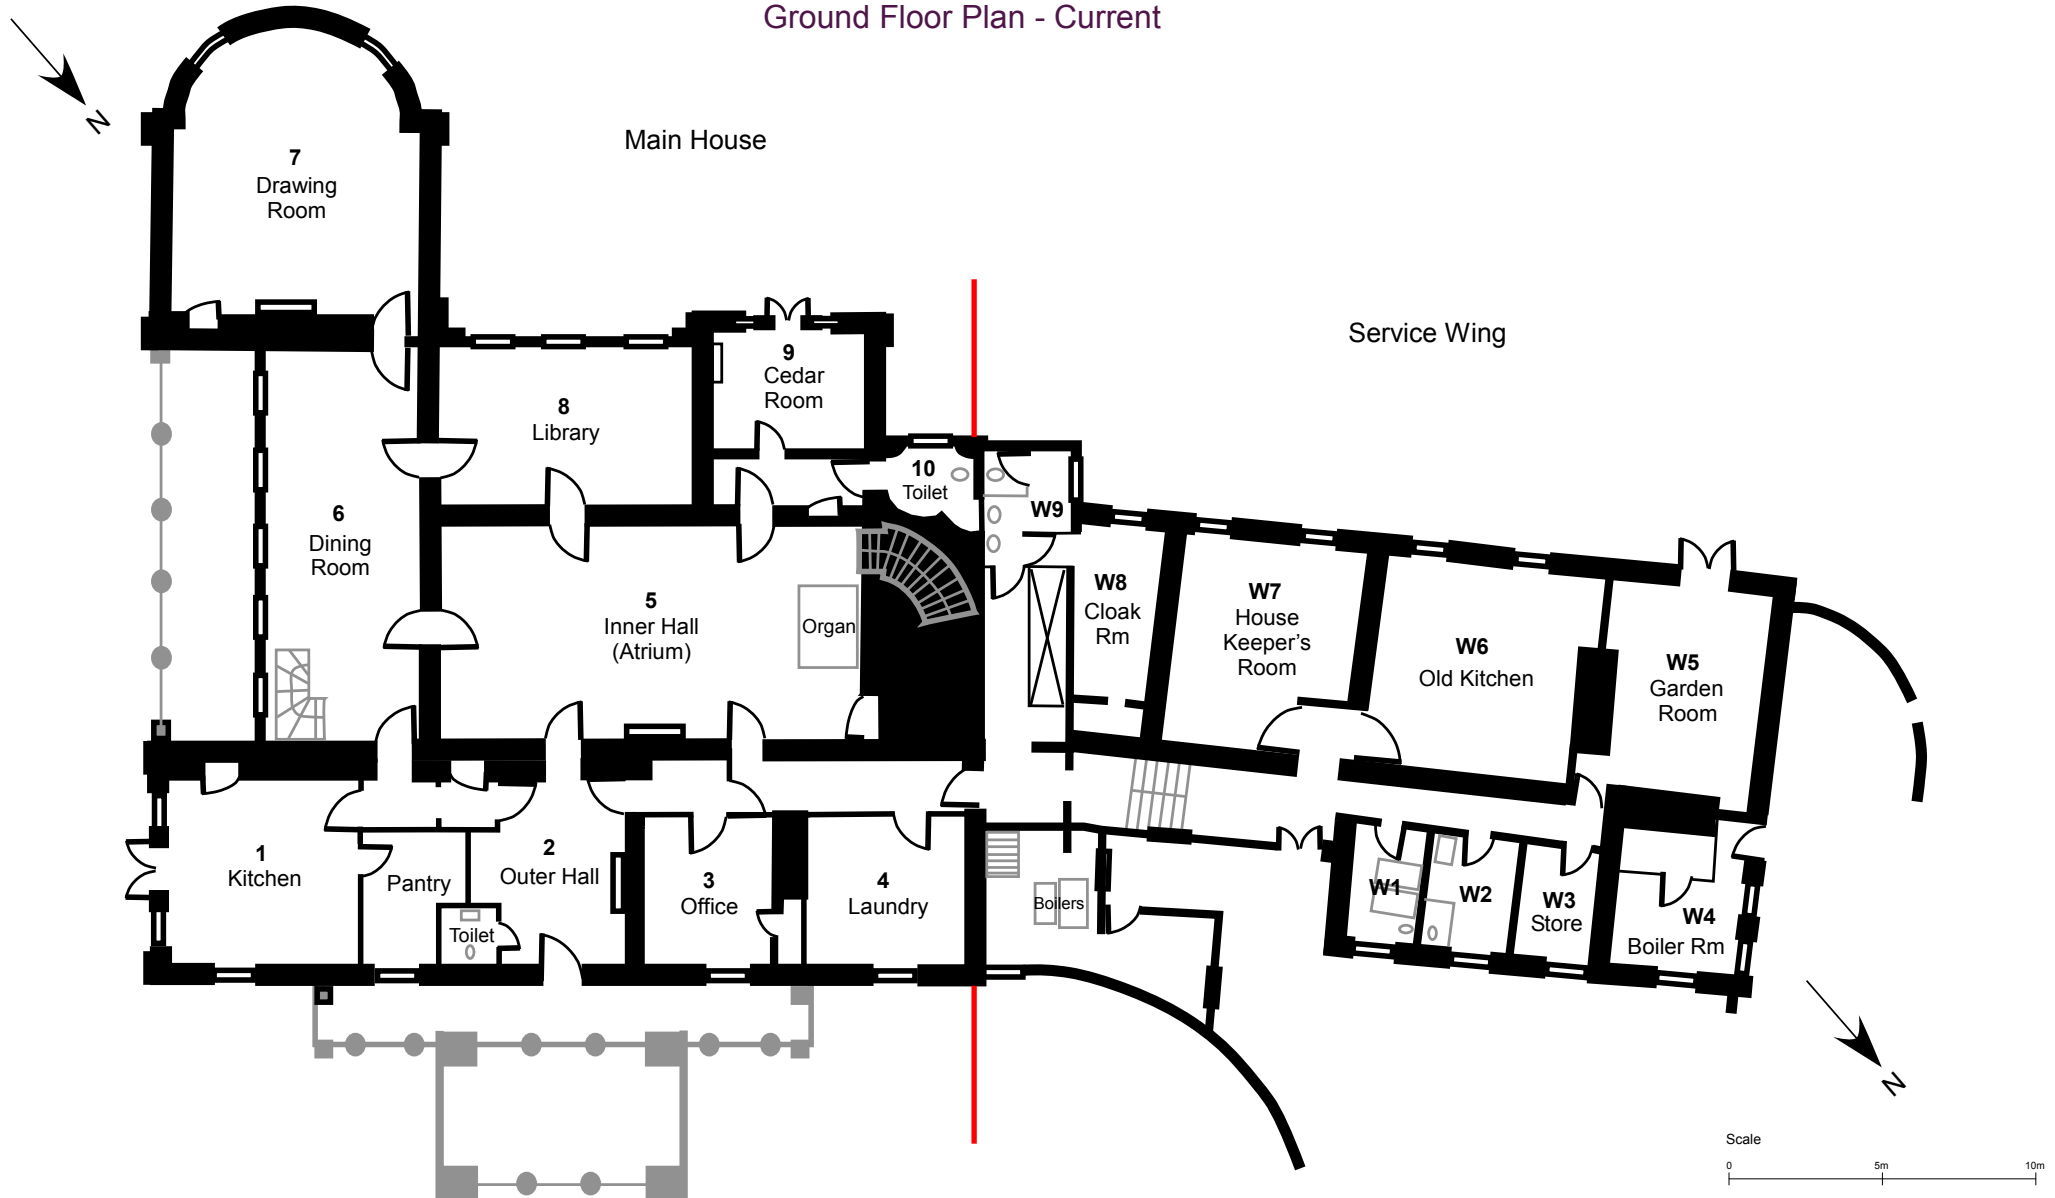 Ground Floor Plan - Current
N
Main House
7
Drawing
Room
Service Wing
9
Cedar
Room
8
Library
10
Toilet
W9
6
Dining
Room
5
Inner Hall
(Atrium)
Organ
W8
Cloak
Rm
W7
House
Keeper’s
Room
W6
Old Kitchen
W5
Garden
Room
1
Kitchen
Pantry
2
Outer Hall
Toilet
3
Office
4
Laundry
Boilers
W1
W2
W3
Store
W4
Boiler Rm
N
Scale
0 5m 10m